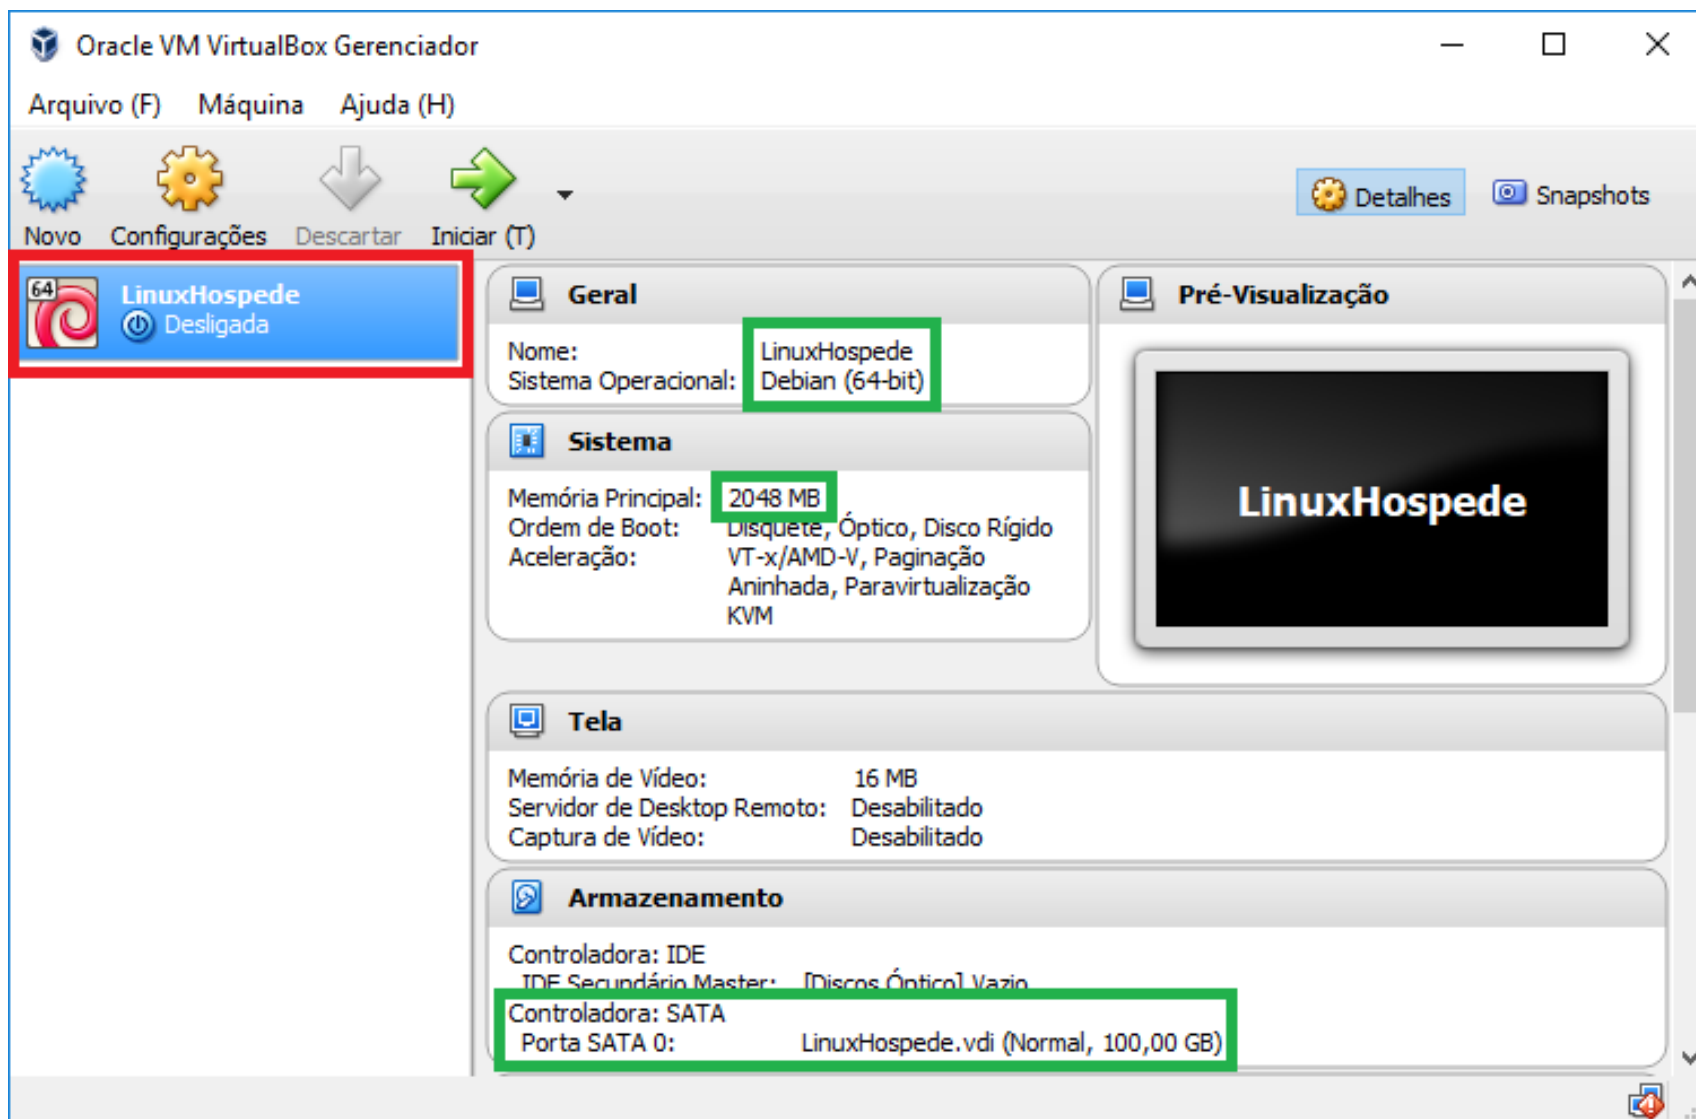 Oracle VM VirtualBox Gerenciador
Arquivo (F) Máquina Ajuda (H)
Novo Configurações Descartar Iniciar (T) Detalhes Snapshots
64
LinuxHospede
Desligada
Geral
Nome: LinuxHospede
Sistema Operacional: Debian (64-bit)
Sistema
Memória Principal: 2048 MB
Ordem de Boot: Disquete, Óptico, Disco Rígido
Aceleração: VT-x/AMD-V, Paginação
Aninhada, Paravirtualização
KVM
Pré-Visualização
LinuxHospede
Tela
Memória de Vídeo: 16 MB
Servidor de Desktop Remoto: Desabilitado
Captura de Vídeo: Desabilitado
Armazenamento
Controladora: IDE
IDE Secundário Master: [Discos Óptico] Vazio
Controladora: SATA
Porta SATA 0: LinuxHospede.vdi (Normal, 100,00 GB)